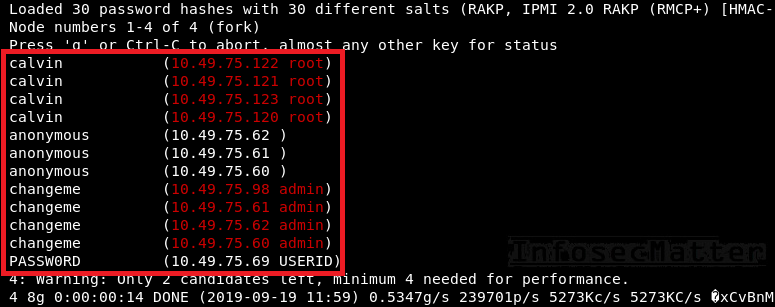 Loaded 30 password hashes with 30 different salts (RAKP, IPMI 2.0 RAKP (RMCP+) [HMAC-
Node numbers 1-4 of 4 (fork)
Press 'q' or Ctrl-C to abort, almost any other key for status
calvin (10.49.75.122 root)
calvin (10.49.75.121 root)
calvin (10.49.75.123 root)
calvin (10.49.75.120 root)
anonymous (10.49.75.62 )
anonymous (10.49.75.61 )
anonymous (10.49.75.60 )
changeme (10.49.75.98 admin)
changeme (10.49.75.61 admin)
changeme (10.49.75.62 admin)
changeme (10.49.75.60 admin)
PASSW0RD (10.49.75.69 USERID)
InfosecMatter
4: Warning: Only 2 candidates left, minimum 4 needed for performance.
4 8g 0:00:00:14 DONE (2019-09-19 11:59) 0.5347g/s 239701p/s 5273Kc/s 5273KC/s �xCvBnM